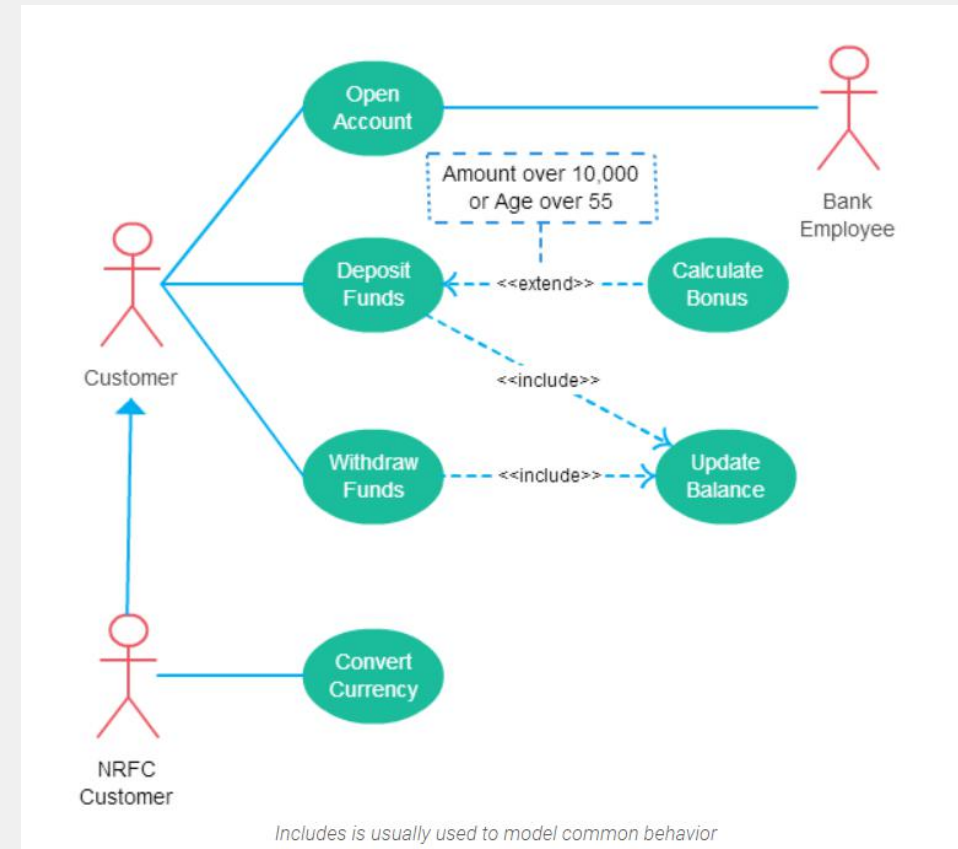 Open
Account
Amount over 10,000
or Age over 55
Bank
Employee
Deposit
Funds
<<extend>>
Calculate
Bonus
Customer
<<include>>
Withdraw
Funds
<<include>>
Update
Balance
Convert
Currency
NRFC
Customer
Includes is usually used to model common behavior